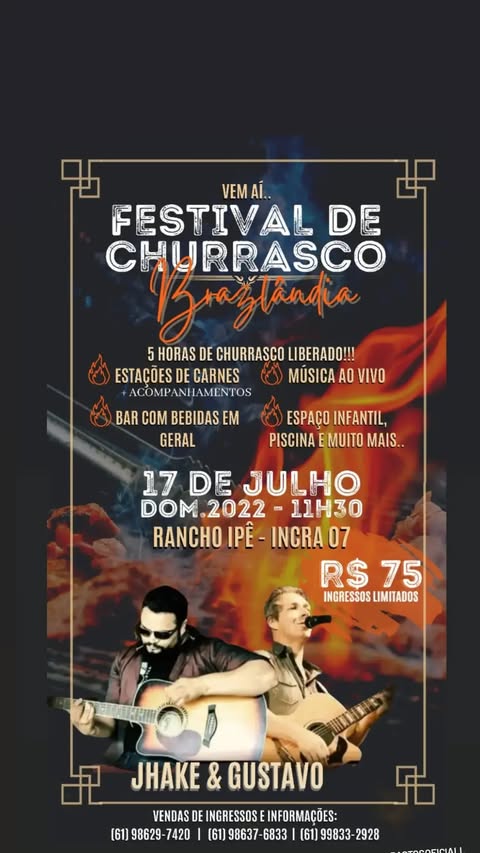 VEM AÍ..
FESTIVAL DE
CHURRASCO
Brazlândia
5 HORAS DE CHURRASCO LIBERADO!!!
ESTAÇÕES DE CARNES
+ ACOMPANHAMENTOS
MÚSICA AO VIVO
BAR COM BEBIDAS EM
GERAL
ESPAÇO INFANTIL,
PISCINA E MUITO MAIS..
17 DE JULHO
DOM.2022 - 11H30
RANCHO IPÊ - INCRA 07
R$ 75
INGRESSOS LIMITADOS
JHAKE & GUSTAVO
VENDAS DE INGRESSOS E INFORMAÇÕES:
(61) 98629-7420 | (61) 98637-6833 | (61) 99833-2928